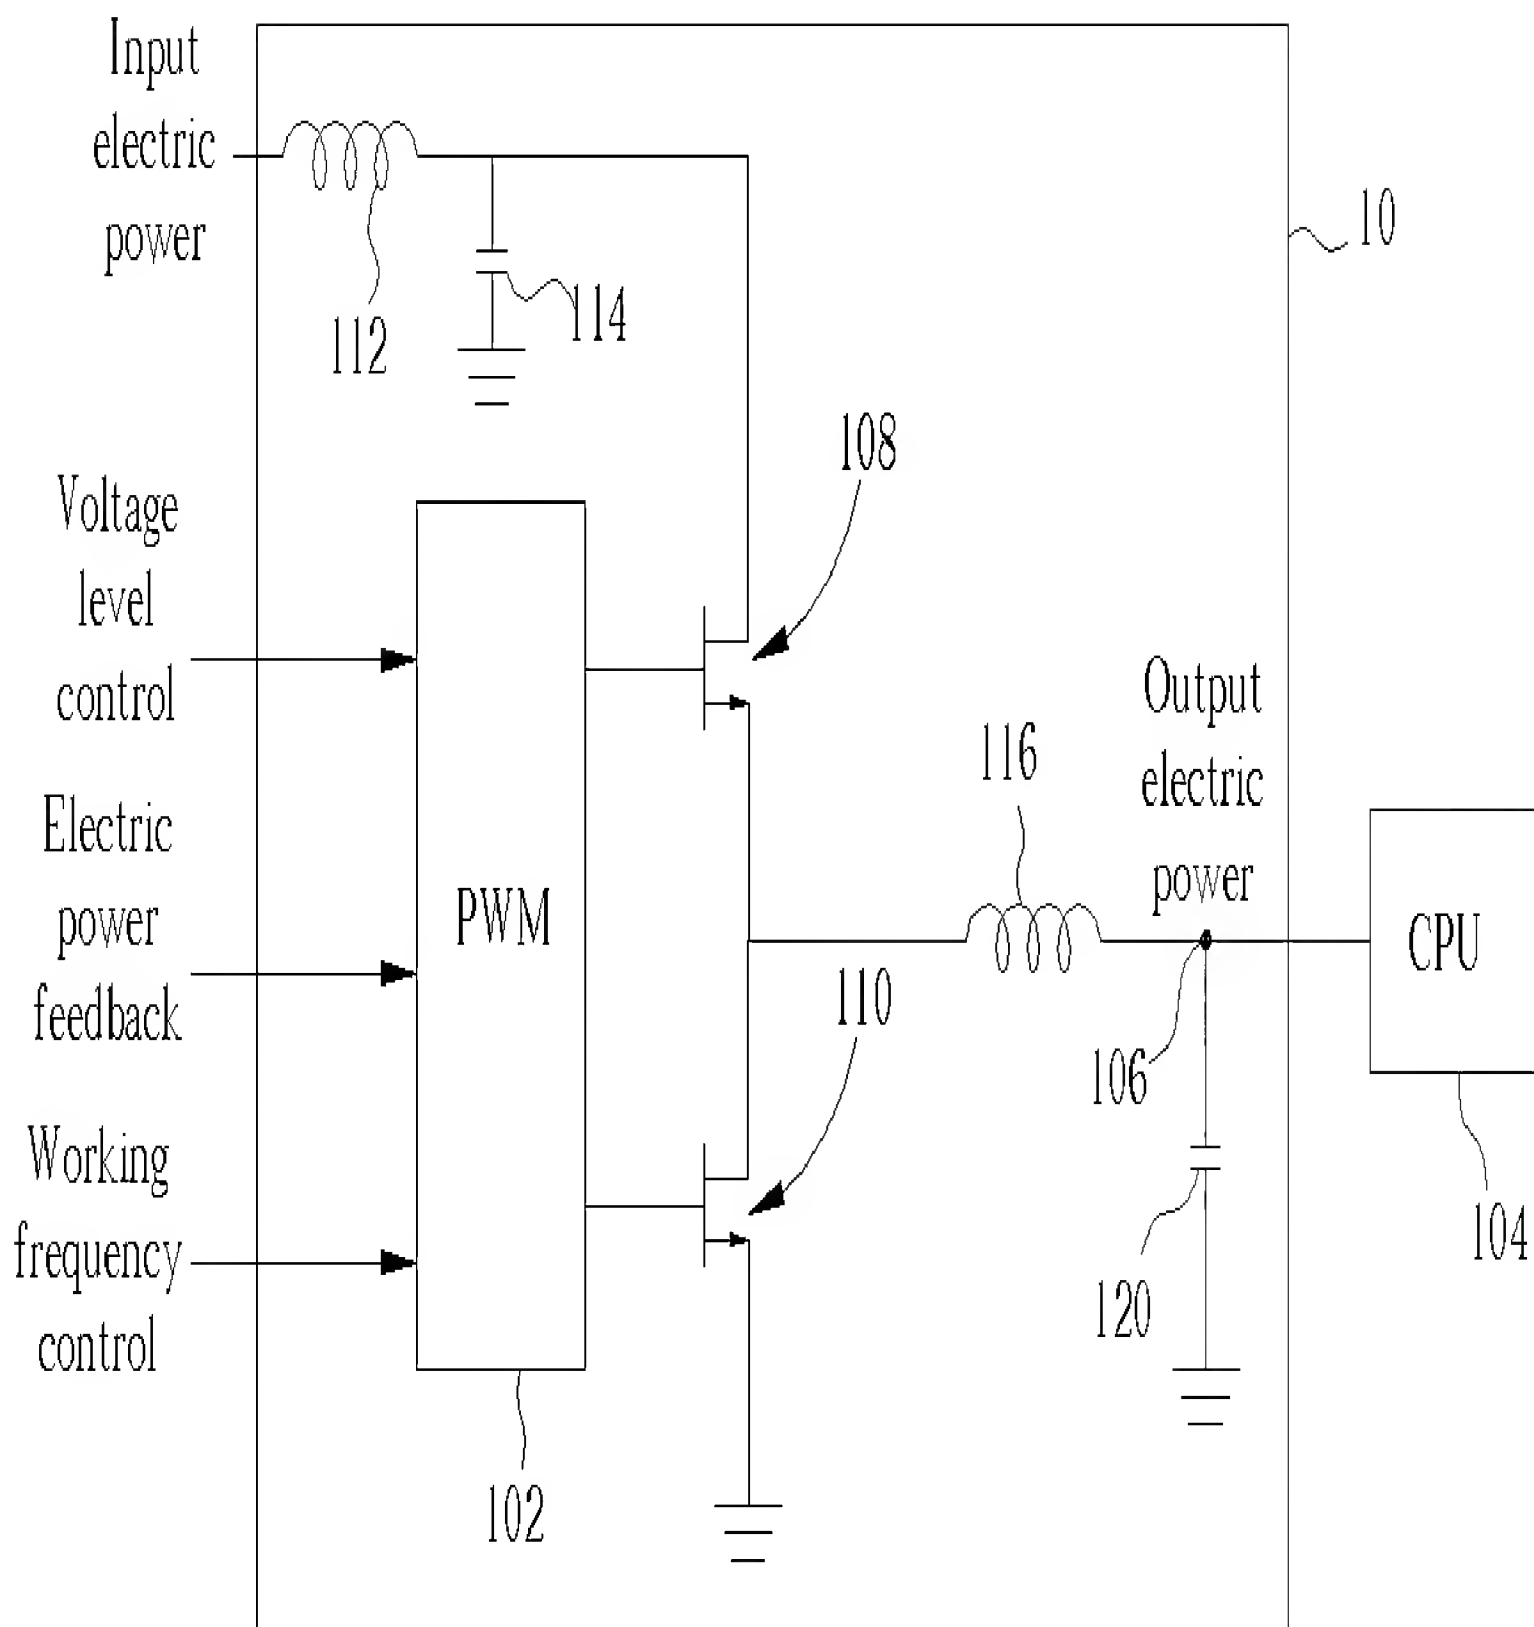 Input
electric
power
10
112
114
108
Voltage
level
control
Output
electric
power
116
Electric
power
feedback
PWM
CPU
110
106
Working
frequency
control
104
120
102